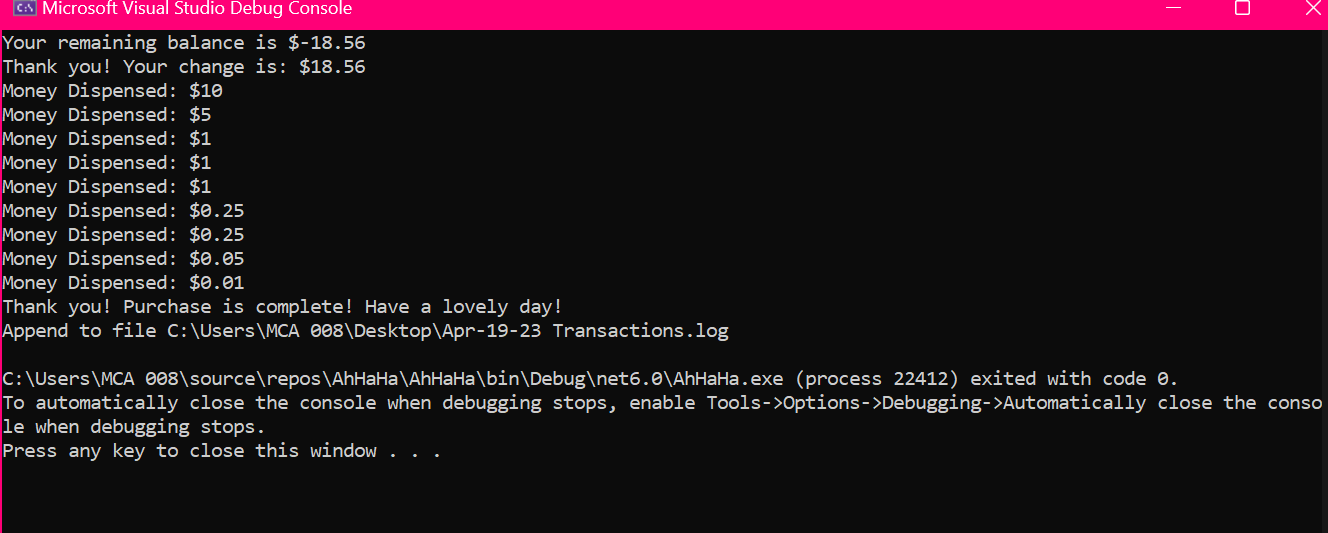 C:\ Microsoft Visual Studio Debug Console
Your remaining balance is $-18.56
Thank you! Your change is: $18.56
Money Dispensed: $10
Money Dispensed: $5
Money Dispensed: $1
Money Dispensed: $1
Money Dispensed: $1
Money Dispensed: $0.25
Money Dispensed: $0.25
Money Dispensed: $0.05
Money Dispensed: $0.01
Thank you! Purchase is complete! Have a lovely day!
Append to file C:\Users\MCA 008\Desktop\Apr-19-23 Transactions.log
C:\Users\MCA 008\source\repos\AhHaHa\AhHaHa\bin\Debug\net6.0\AhHaHa.exe (process 22412) exited with code 0.
To automatically close the console when debugging stops, enable Tools->Options->Debugging->Automatically close the conso
le when debugging stops.
Press any key to close this window . . .